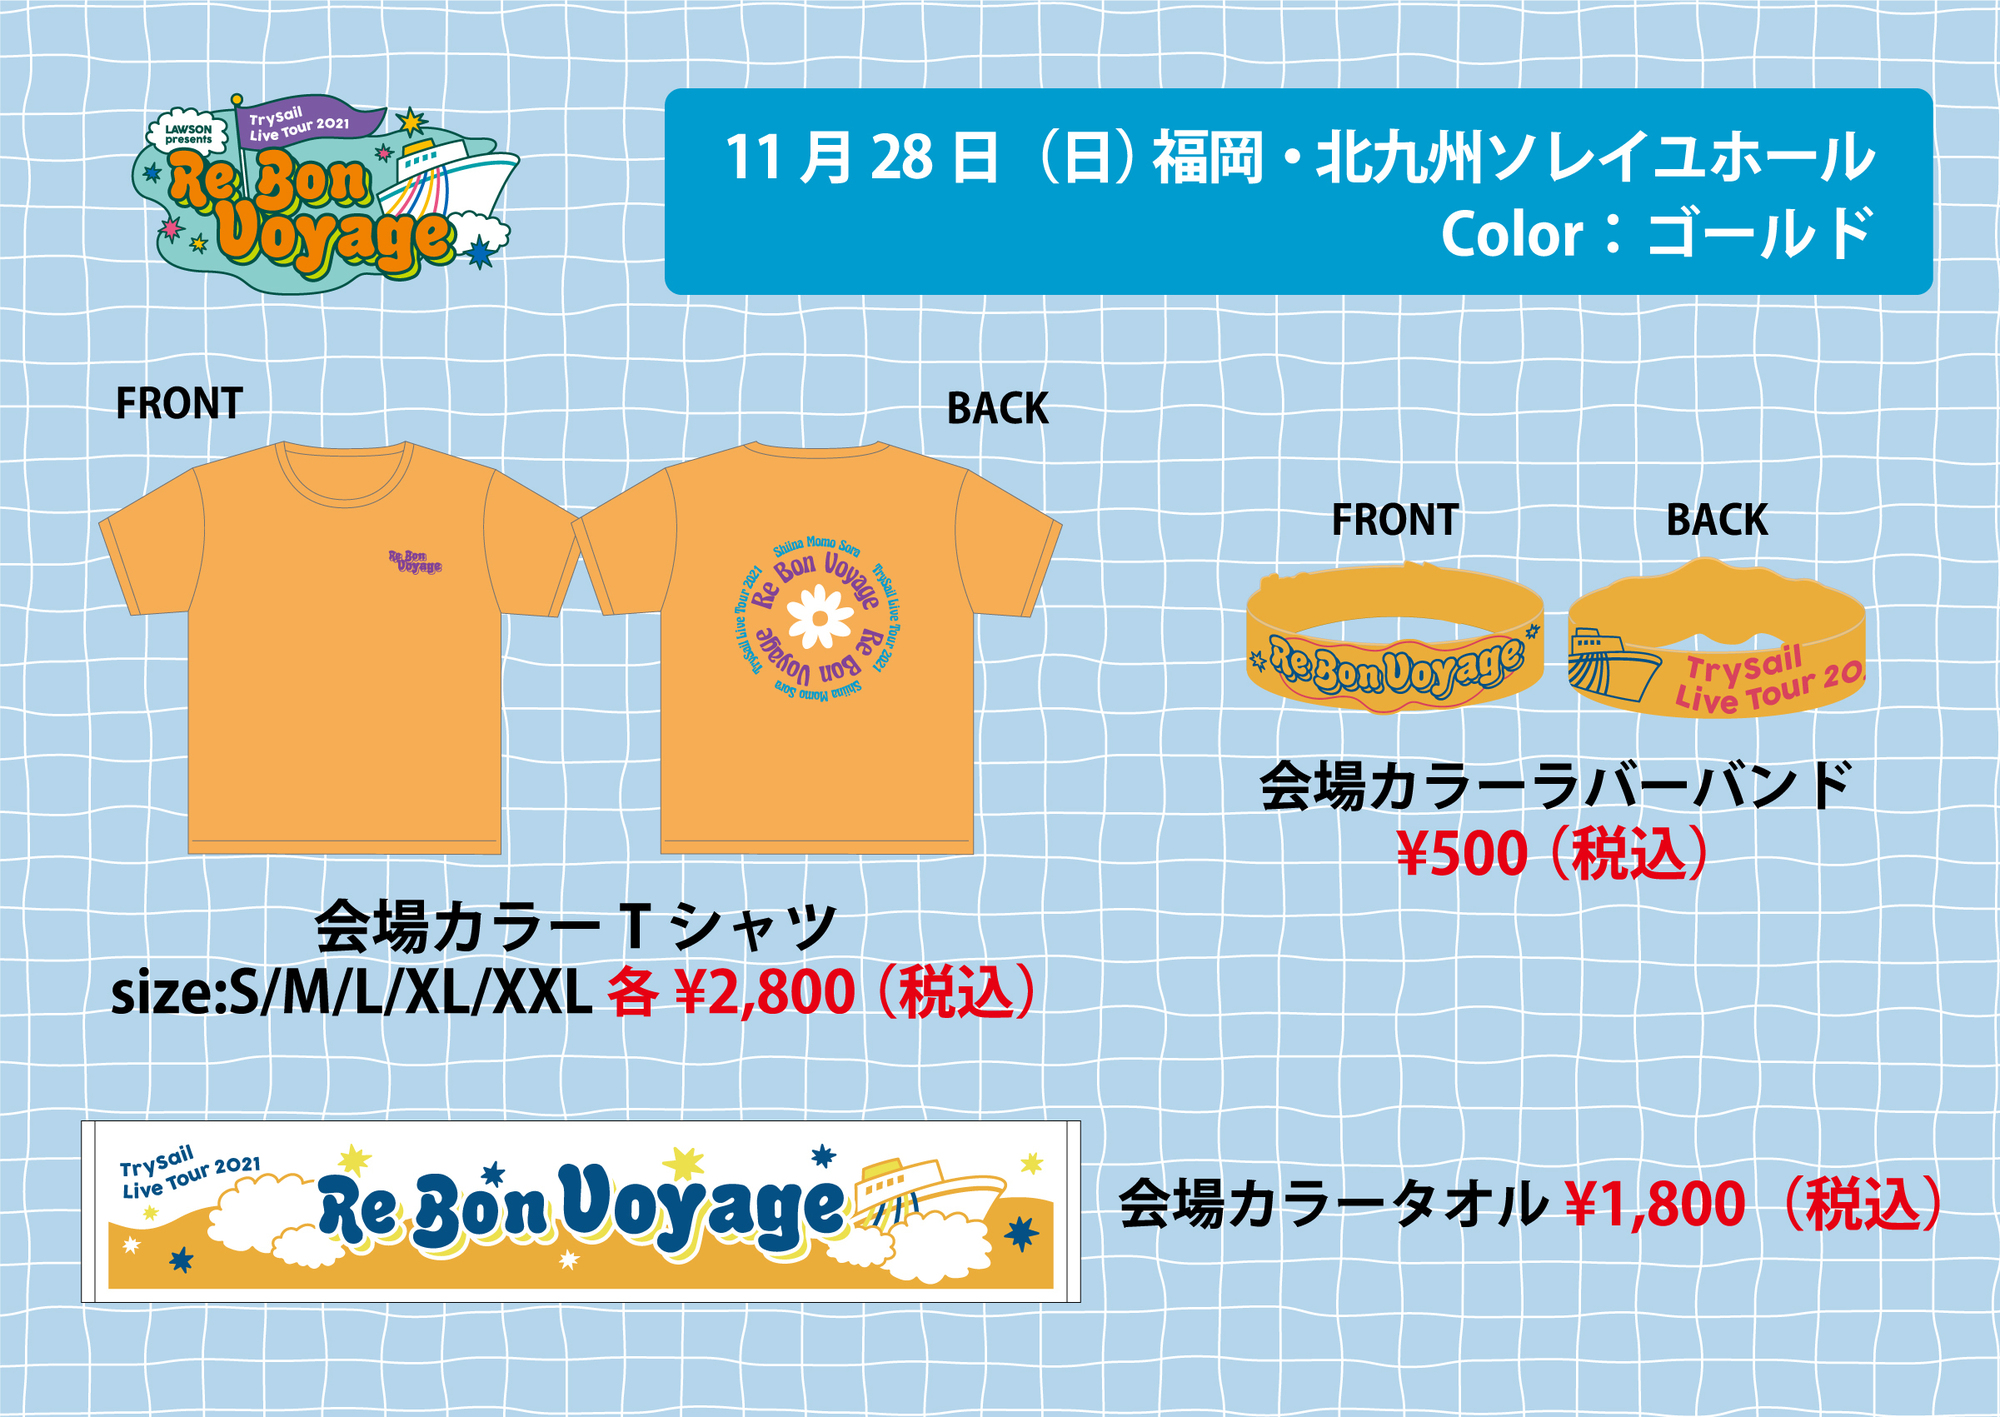 LAWSON
presents
TrySail
Live Tour 2021
Re Bon
Voyage
11月28日（日）福岡・北九州ソレイユホール
Color：ゴールド
FRONT
BACK
Re Bon
Voyage
Shiina Momo Sora
TrySail Live Tour 2021
Shiina Momo Sora
TrySail Live Tour 2021
Re Bon Voyage
Re Bon Voyage
FRONT
BACK
Re Bon Voyage
TrySail
Live Tour 202
会場カラーラバーバンド
¥500（税込）
会場カラーTシャツ
size:S/M/L/XL/XXL 各 ¥2,800（税込）
TrySail
Live Tour 2021
Re Bon Voyage
会場カラータオル ¥1,800（税込）